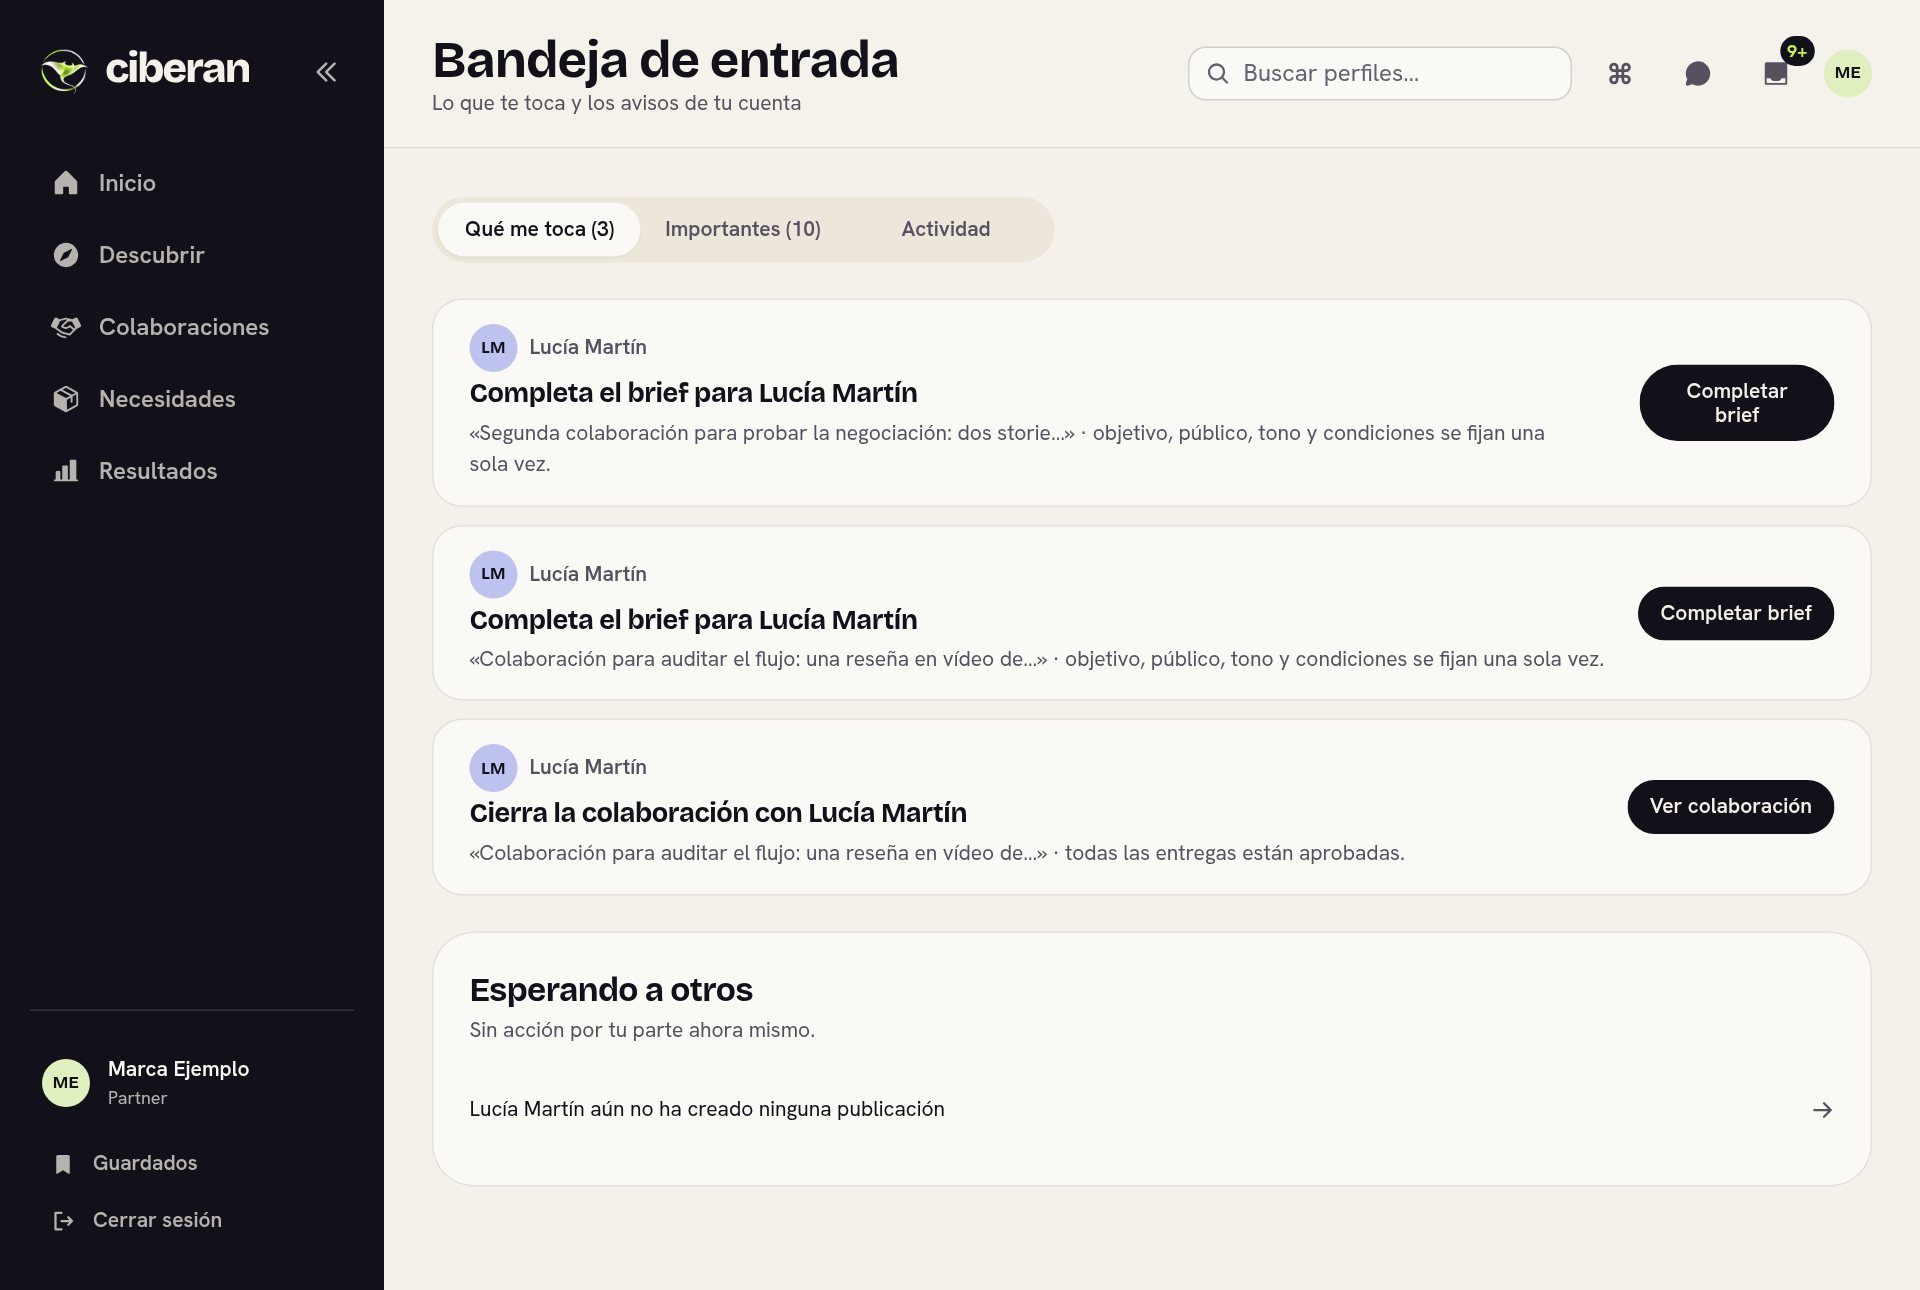 ciberan
Inicio
Descubrir
Colaboraciones
Necesidades
Resultados
ME
Marca Ejemplo
Partner
Guardados
Cerrar sesión
Bandeja de entrada
Lo que te toca y los avisos de tu cuenta
Buscar perfiles...
9+
ME
Qué me toca (3)
Importantes (10)
Actividad
LM
Lucía Martín
Completa el brief para Lucía Martín
«Segunda colaboración para probar la negociación: dos storie...» · objetivo, público, tono y condiciones se fijan una
sola vez.
Completar
brief
LM
Lucía Martín
Completa el brief para Lucía Martín
«Colaboración para auditar el flujo: una reseña en vídeo de...» · objetivo, público, tono y condiciones se fijan una sola vez.
Completar brief
LM
Lucía Martín
Cierra la colaboración con Lucía Martín
«Colaboración para auditar el flujo: una reseña en vídeo de...» · todas las entregas están aprobadas.
Ver colaboración
Esperando a otros
Sin acción por tu parte ahora mismo.
Lucía Martín aún no ha creado ninguna publicación